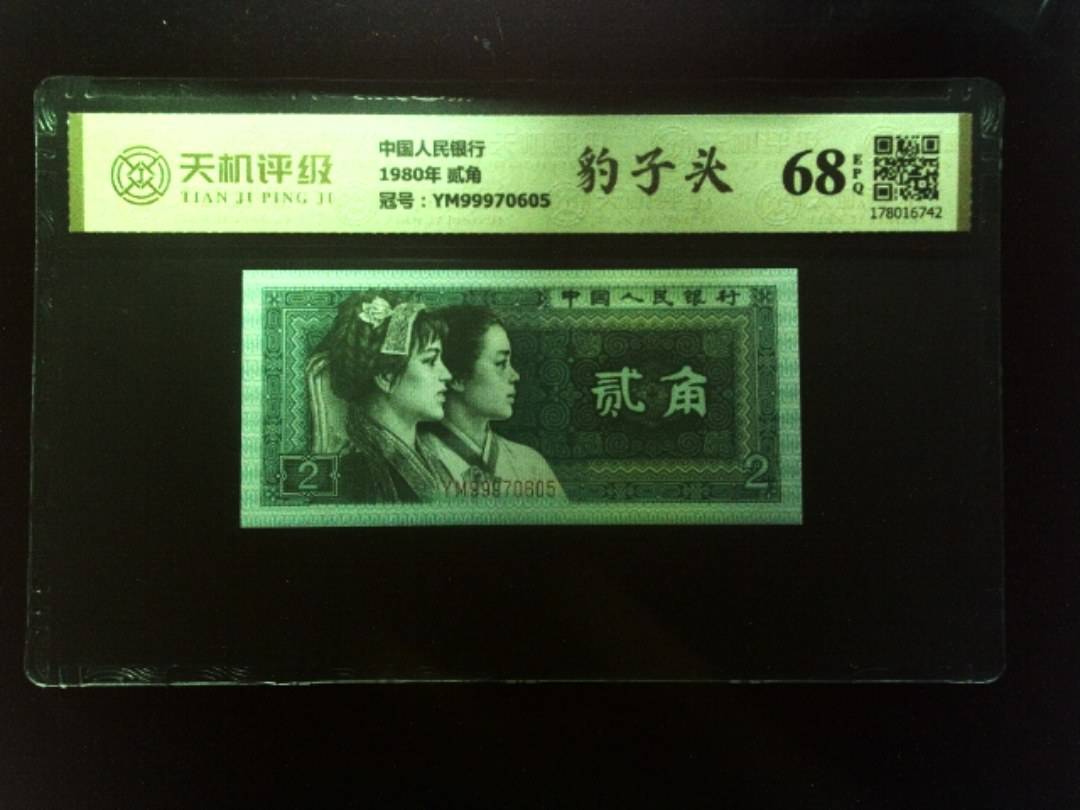 天机评级
TIAN JI PING JI
中国人民银行
1980年 贰角
冠号：YM99970605
豹子头
68
EPQ
178016742
中国人民银行
贰角
2
2
YM99970605